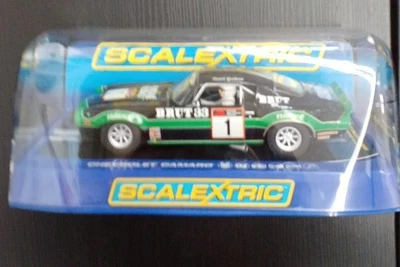 SCALEXTRIC
BRUT 33
BRUT
1
CHEVROLET CAMARO
SCALEXTRIC